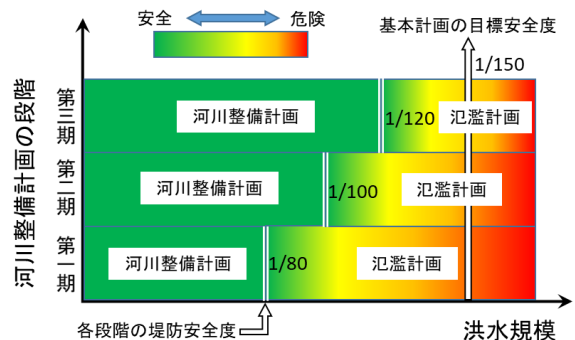 安全
危険
基本計画の目標安全度
1/150
河川整備計画の段階
第三期
河川整備計画
1/120
氾濫計画
第二期
河川整備計画
1/100
氾濫計画
第一期
河川整備計画
1/80
氾濫計画
各段階の堤防安全度
洪水規模